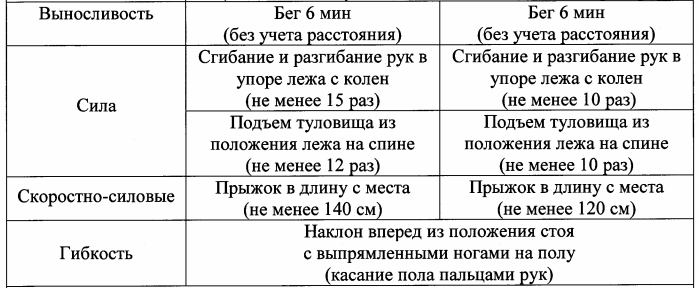 Выносливость
Бег 6 мин
(без учета расстояния)
Бег 6 мин
(без учета расстояния)
Сила
Сгибание и разгибание рук в
упоре лежа с колен
(не менее 15 раз)
Сгибание и разгибание рук в
упоре лежа с колен
(не менее 10 раз)
Подъем туловища из
положения лежа на спине
(не менее 12 раз)
Подъем туловища из
положения лежа на спине
(не менее 10 раз)
Скоростно-силовые
Прыжок в длину с места
(не менее 140 см)
Прыжок в длину с места
(не менее 120 см)
Гибкость
Наклон вперед из положения стоя
с выпрямленными ногами на полу
(касание пола пальцами рук)